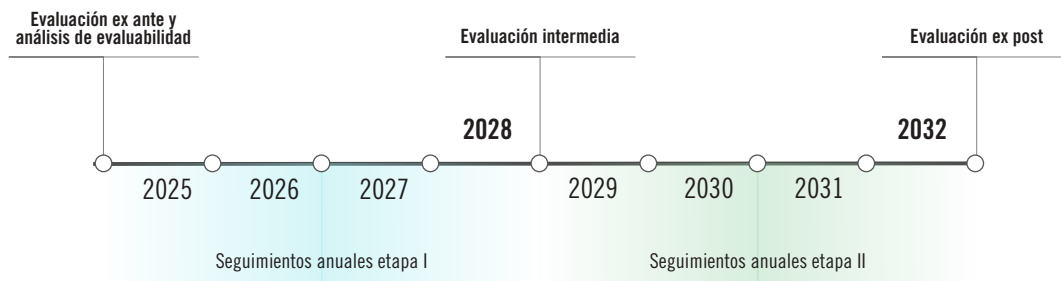 Evaluación ex ante y
análisis de evaluabilidad
Evaluación intermedia
Evaluación ex post
2028
2032
2025
2026
2027
2029
2030
2031
Seguimientos anuales etapa I
Seguimientos anuales etapa II